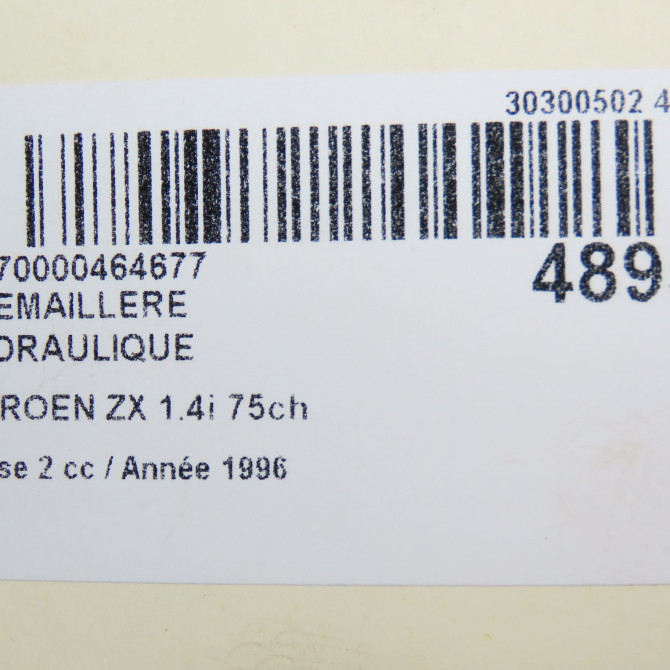 30300502 4
70000464677
489
EMAILLERE
DRAULIQUE
ROEN ZX 1.4i 75ch
se 2 cc / Année 1996